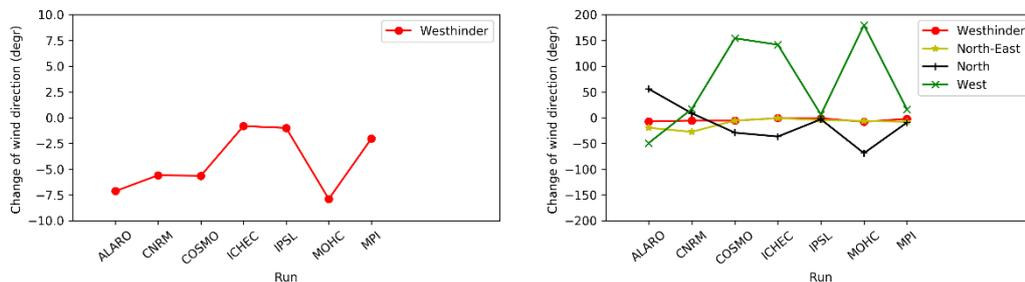 Change of wind direction (degr)
10.0
7.5
5.0
2.5
0.0
−2.5
−5.0
−7.5
−10.0
Westhinder
ALARO
CNRM
COSMO
ICHEC
IPSL
MOHC
MPI
Run
Change of wind direction (degr)
200
150
100
50
0
−50
−100
−150
−200
Westhinder
North-East
North
West
ALARO
CNRM
COSMO
ICHEC
IPSL
MOHC
MPI
Run